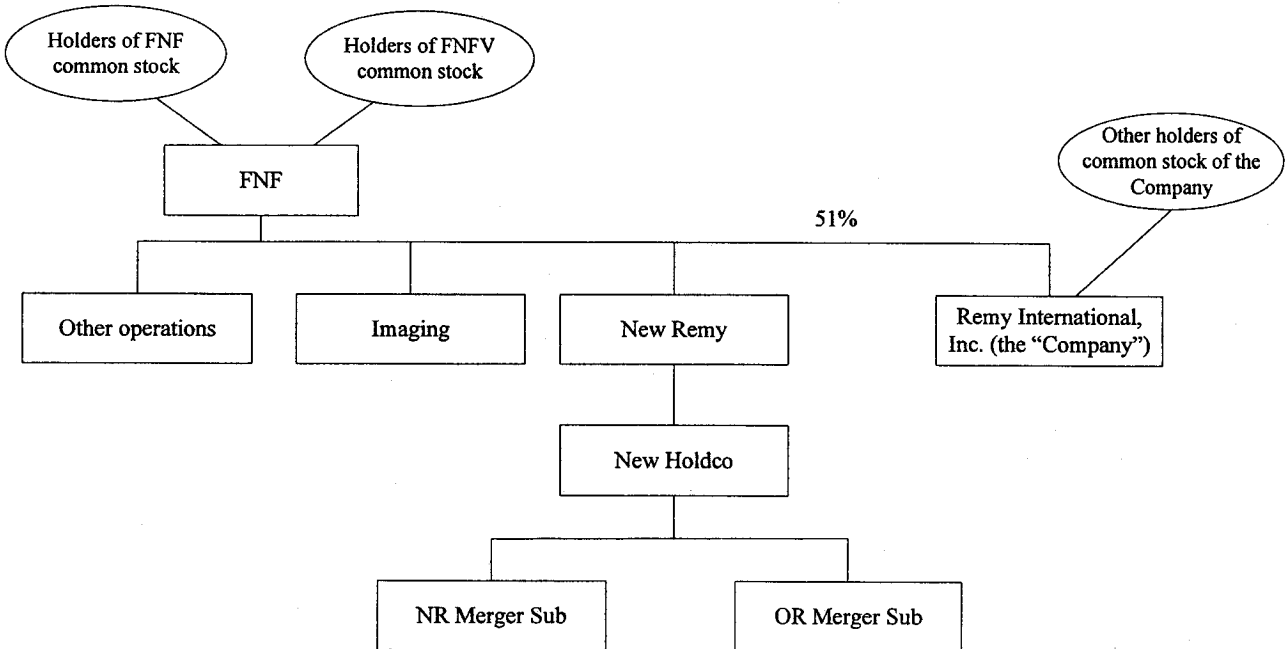 Holders of FNF
common stock
Holders of FNFV
common stock
FNF
Other holders of
common stock of the
Company
51%
Other operations
Imaging
New Remy
Remy International,
Inc. (the “Company”)
New Holdco
NR Merger Sub
OR Merger Sub